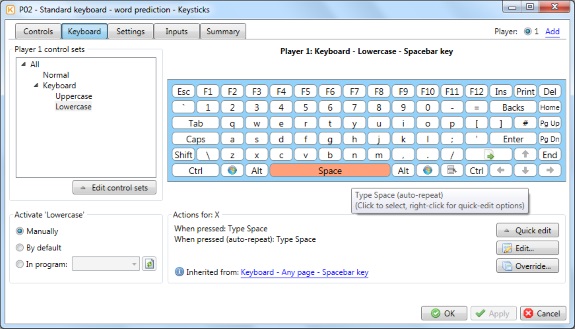 P02 - Standard keyboard - word prediction - Keysticks
Controls Keyboard Settings Inputs Summary Player: 1 Add
Player 1 control sets
All
Normal
Keyboard
Uppercase
Lowercase
Edit control sets
Player 1: Keyboard - Lowercase - Spacebar key
Esc F1 F2 F3 F4 F5 F6 F7 F8 F9 F10 F11 F12 Ins Print Del
` 1 2 3 4 5 6 7 8 9 0 - = Backs Home
Tab q w e r t y u i o p [ ] # Pg Up
Caps a s d f g h j k l ; ' Enter Pg Dn
Shift \ z x c v b n m , . / End
Ctrl Alt Space Alt Ctrl
Type Space (auto-repeat)
(Click to select, right-click for quick-edit options)
Activate 'Lowercase'
Manually
By default
In program:
Actions for: X
When pressed: Type Space
When pressed (auto-repeat): Type Space
Inherited from: Keyboard - Any page - Spacebar key
Quick edit
Edit...
Override...
OK Apply Cancel